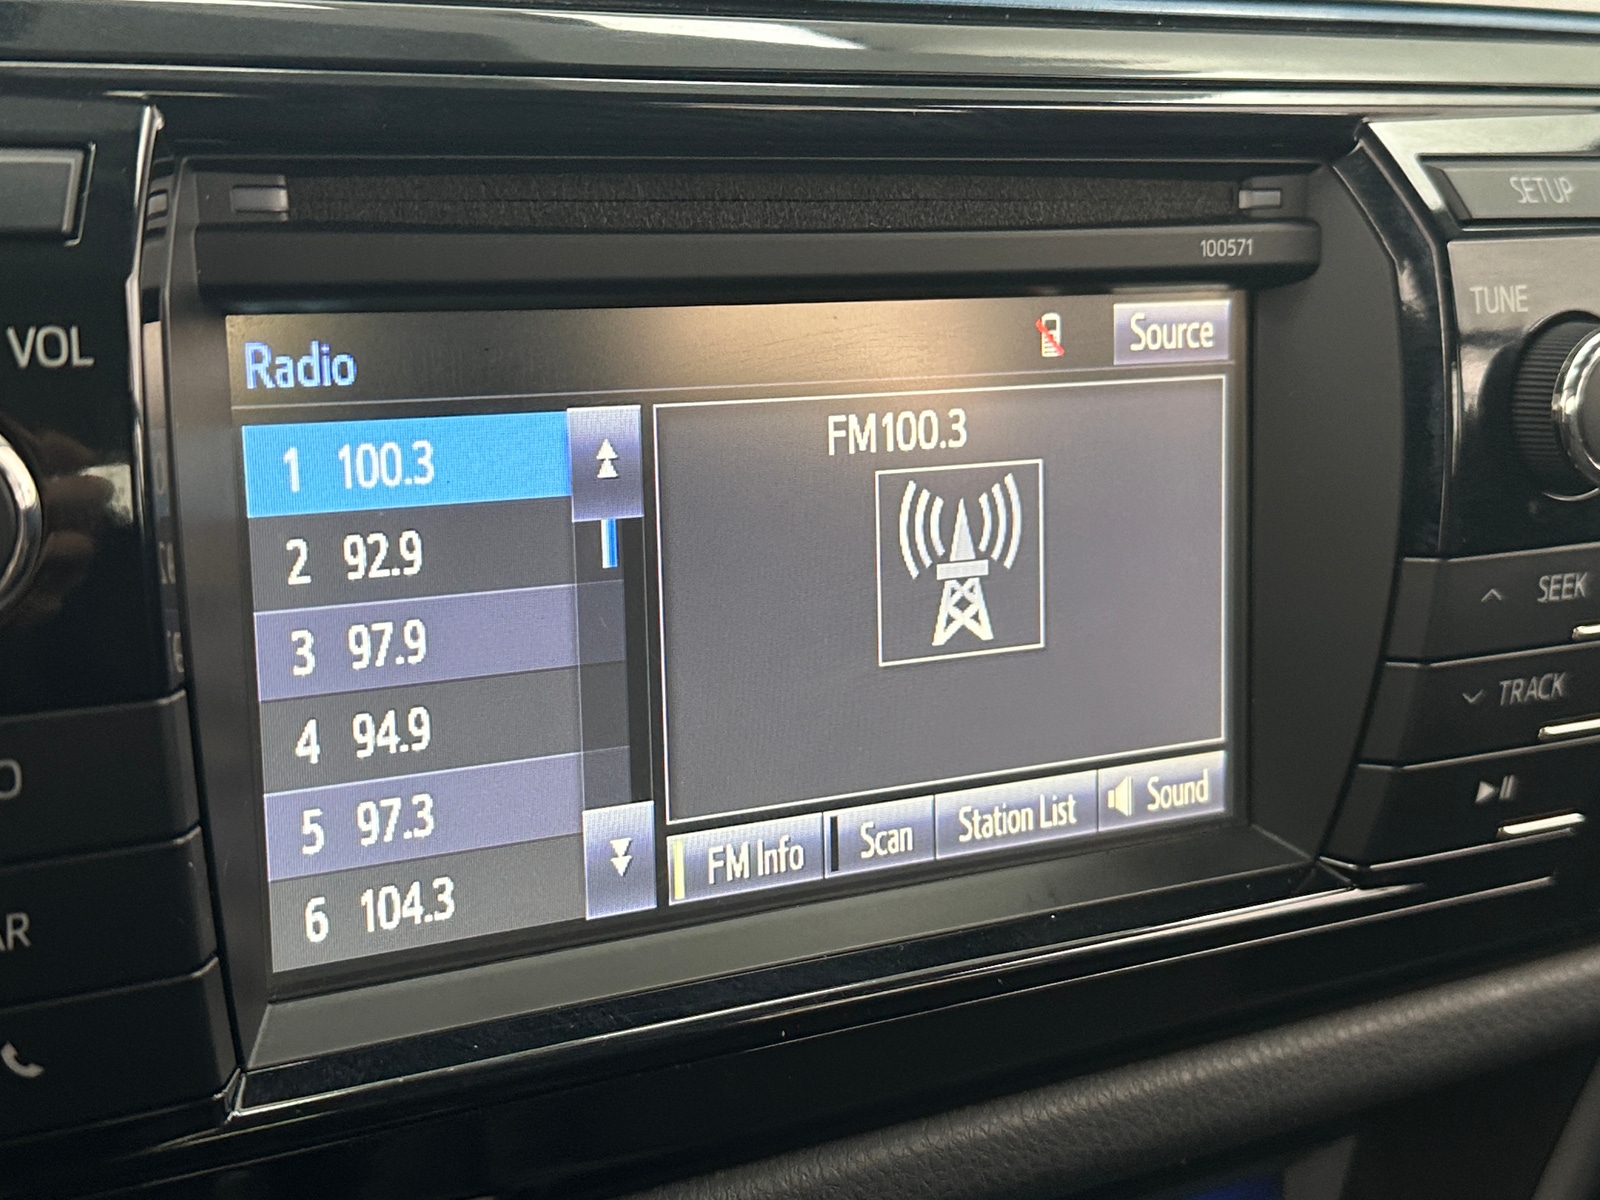 SETUP
100571
TUNE
VOL
Radio
Source
FM100.3
1 100.3
2 92.9
3 97.9
4 94.9
5 97.3
6 104.3
FM Info
Scan
Station List
Sound
SEEK
TRACK